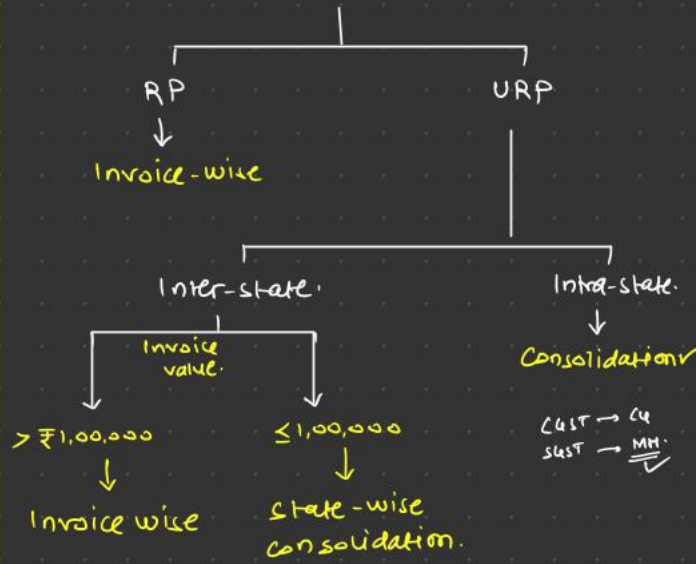 RP
URP
Invoice-wise
Inter-state.
Intra-state.
Invoice
value.
Consolidation
> ₹1,00,000
≤1,00,000
CGST → CG
SGST → MH.
Invoice wise
State-wise
consolidation.